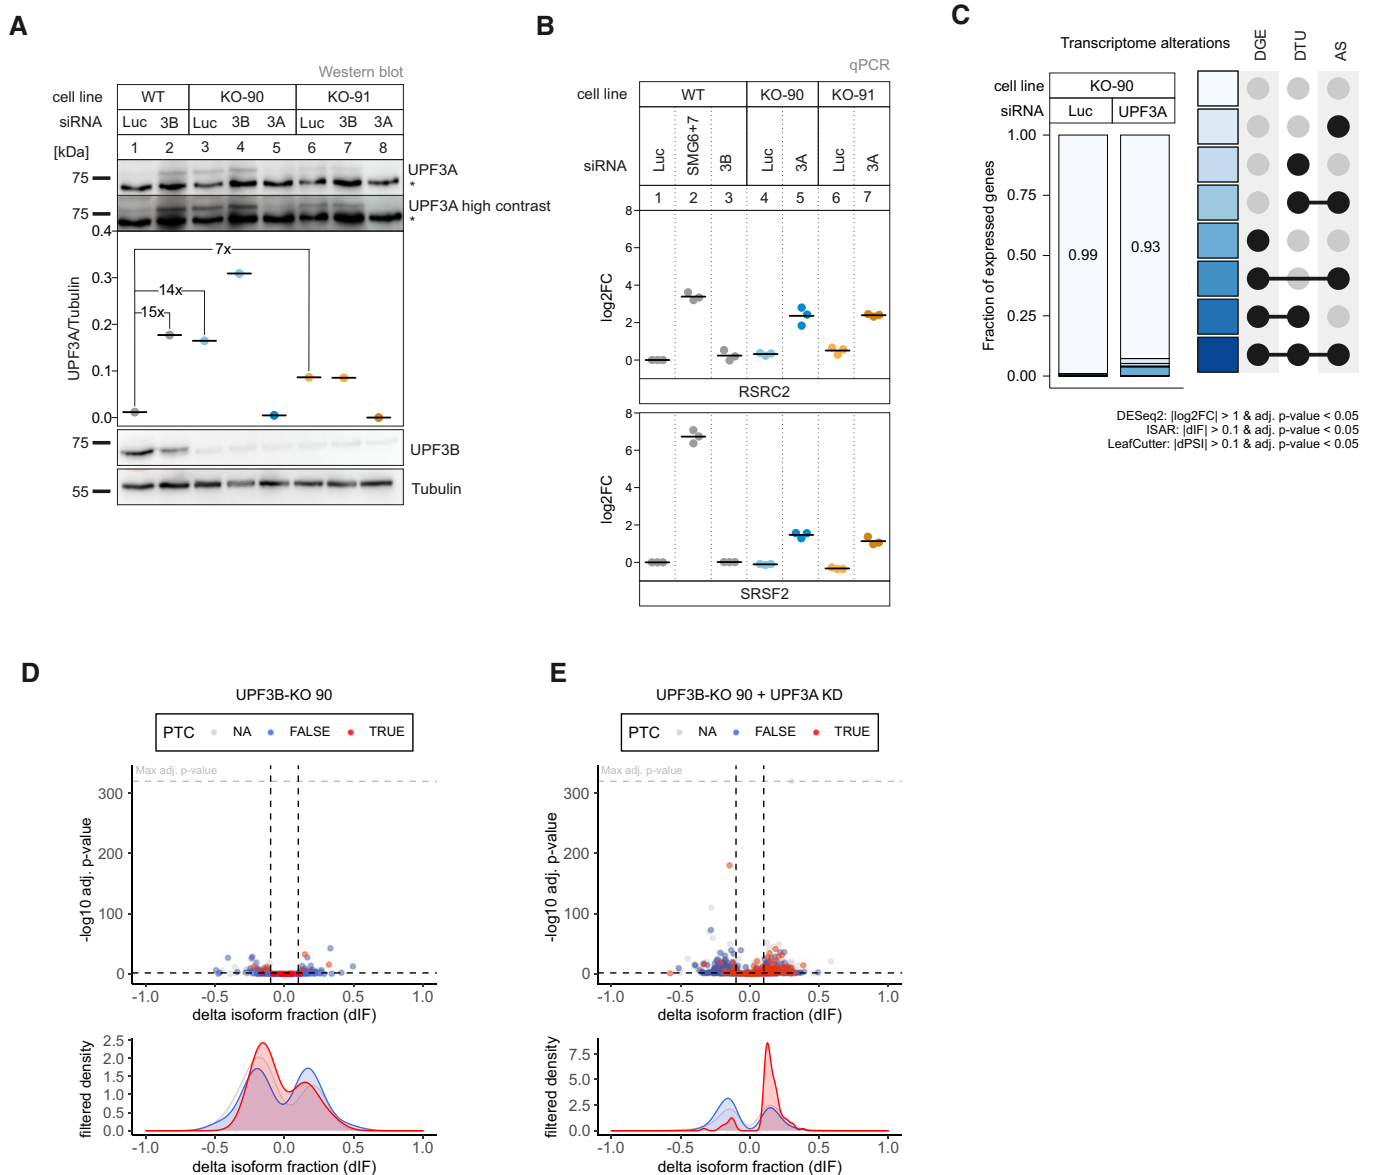 A
Western blot
cell line WT KO-90 KO-91
siRNA Luc 3B Luc 3B 3A Luc 3B 3A
[kDa] 1 2 3 4 5 6 7 8
75 UPF3A
*
75 UPF3A high contrast
*
0.4
0.3
0.2
0.1
0.0
UPF3A/Tubulin
7x
14x
15x
75 UPF3B
55 Tubulin
B
qPCR
cell line WT KO-90 KO-91
siRNA Luc SMG6+7 3B Luc 3A Luc 3A
1 2 3 4 5 6 7
8
6
4
2
0
log2FC
RSRC2
8
6
4
2
0
log2FC
SRSF2
C
Transcriptome alterations DGE DTU AS
cell line KO-90
siRNA Luc UPF3A
1.00
0.75
0.50
0.25
0.00
Fraction of expressed genes
0.99 0.93
DESeq2: |log2FC| > 1 & adj. p-value < 0.05
ISAR: |dIF| > 0.1 & adj. p-value < 0.05
LeafCutter: |dPSI| > 0.1 & adj. p-value < 0.05
D
UPF3B-KO 90
PTC NA FALSE TRUE
Max adj. p-value
300
200
100
0
-log10 adj. p-value
-1.0 -0.5 0.0 0.5 1.0
delta isoform fraction (dIF)
2.5
2.0
1.5
1.0
0.5
0.0
filtered density
-1.0 -0.5 0.0 0.5 1.0
delta isoform fraction (dIF)
E
UPF3B-KO 90 + UPF3A KD
PTC NA FALSE TRUE
Max adj. p-value
300
200
100
0
-log10 adj. p-value
-1.0 -0.5 0.0 0.5 1.0
delta isoform fraction (dIF)
7.5
5.0
2.5
0.0
filtered density
-1.0 -0.5 0.0 0.5 1.0
delta isoform fraction (dIF)